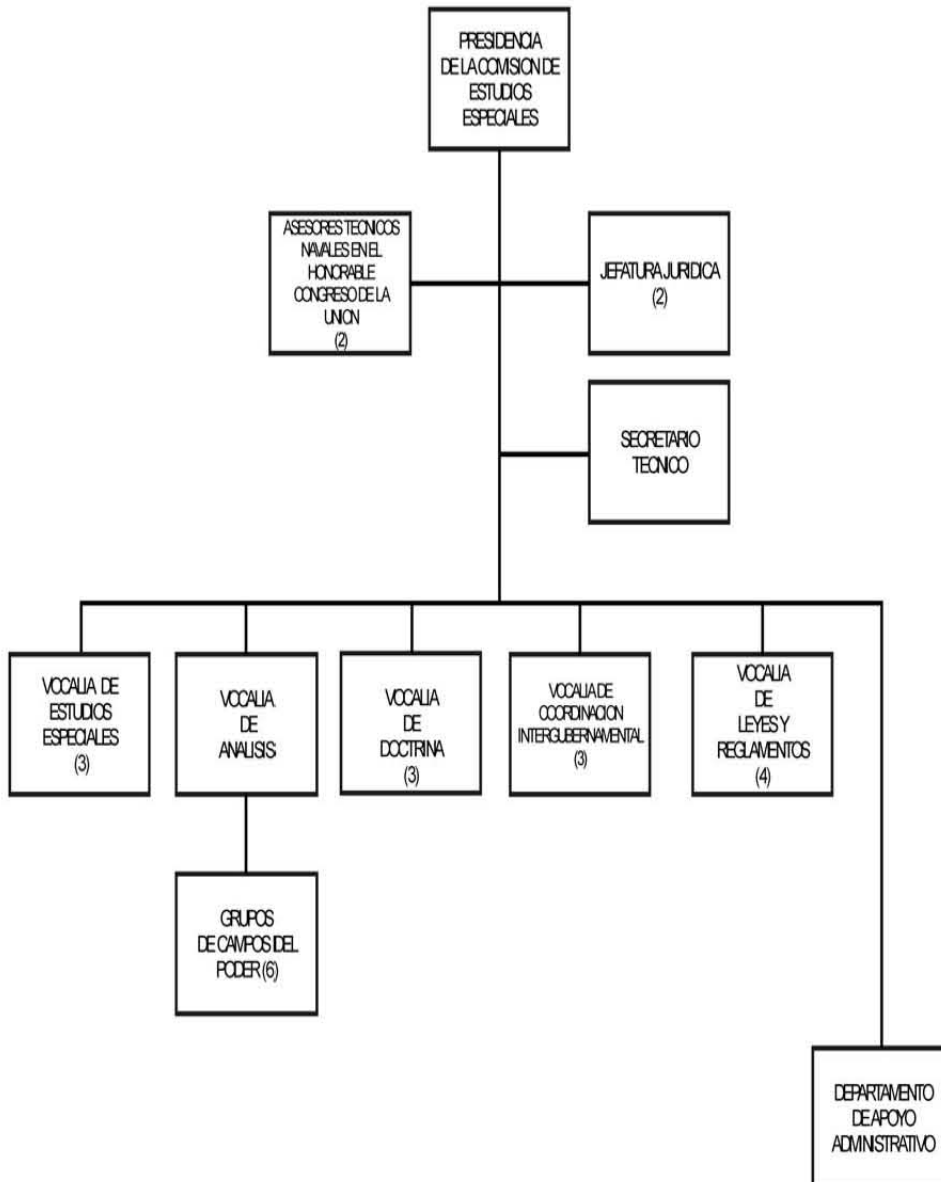 PRESIDENCIA
DE LA COMISION DE
ESTUDIOS
ESPECIALES
ASESORES TECNICOS
NAVALES EN EL
HONORABLE
CONGRESO DE LA
UNION
(2)
JEFATURA JURIDICA
(2)
SECRETARIO
TECNICO
VOCALIA DE
ESTUDIOS
ESPECIALES
(3)
VOCALIA
DE
ANALISIS
VOCALIA
DE
DOCTRINA
(3)
VOCALIA DE
COORDINACION
INTERGUBERNAMENTAL
(3)
VOCALIA
DE
LEYES Y
REGLAMENTOS
(4)
GRUPOS
DE CAMPOS DEL
PODER (6)
DEPARTAMENTO
DE APOYO
ADMINISTRATIVO